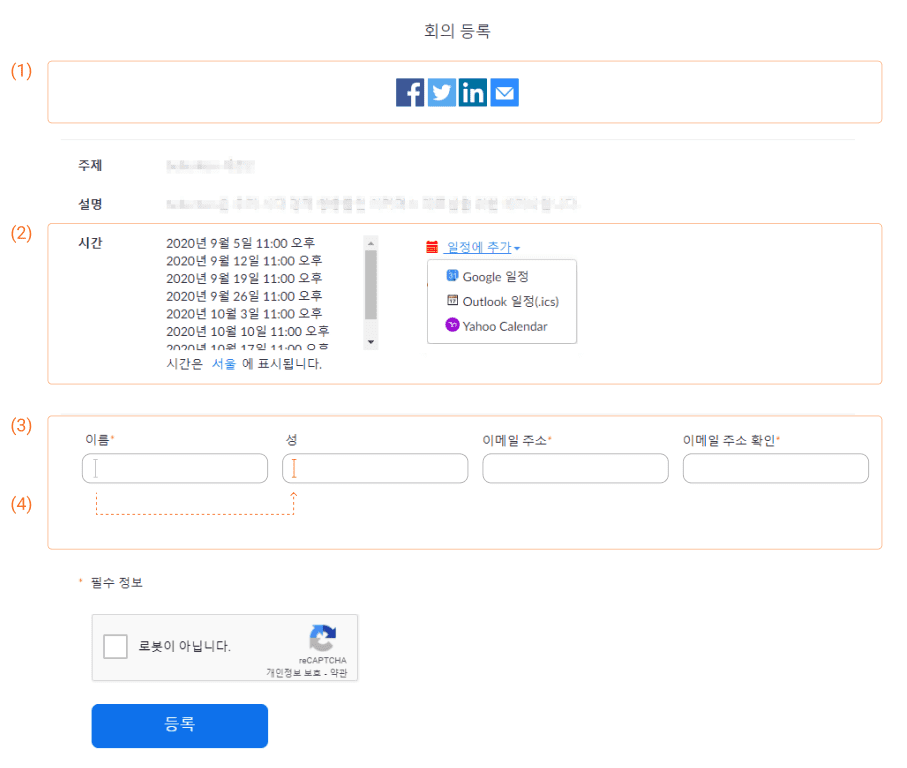 회의 등록
(1)
주제
설명
(2)
시간
2020년 9월 5일 11:00 오후
2020년 9월 12일 11:00 오후
2020년 9월 19일 11:00 오후
2020년 9월 26일 11:00 오후
2020년 10월 3일 11:00 오후
2020년 10월 10일 11:00 오후
2020년 10월 17일 11:00 오후
시간은 서울 에 표시됩니다.
일정에 추가
Google 일정
Outlook 일정(.ics)
Yahoo Calendar
(3)
이름* 성 이메일 주소* 이메일 주소 확인*
(4)
* 필수 정보
로봇이 아닙니다.
reCAPTCHA
개인정보 보호 - 약관
등록